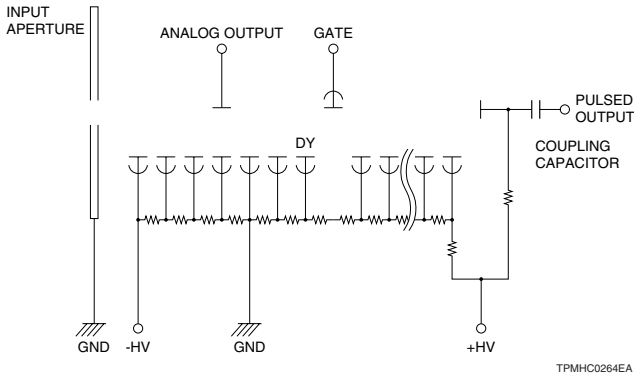 INPUT
APERTURE
ANALOG OUTPUT
GATE
PULSED
OUTPUT
DY
COUPLING
CAPACITOR
GND
-HV
GND
+HV
TPMHC0264EA